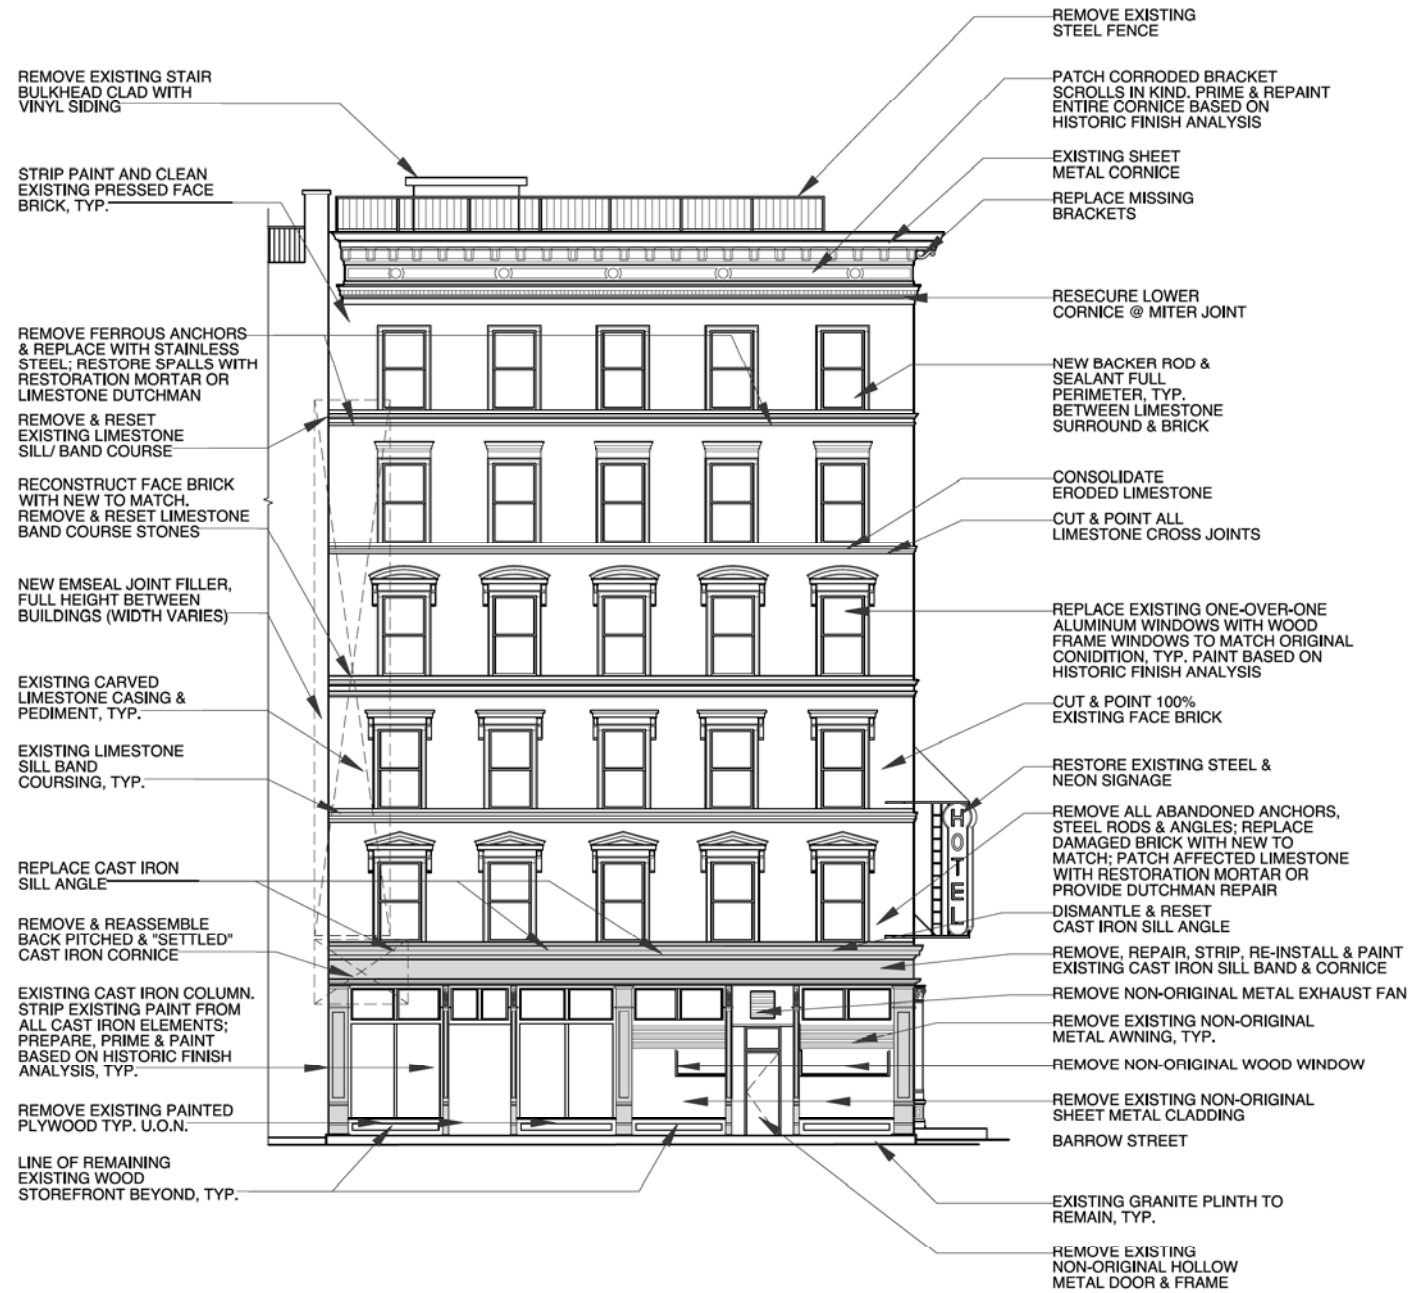 REMOVE EXISTING STAIR
BULKHEAD CLAD WITH
VINYL SIDING
STRIP PAINT AND CLEAN
EXISTING PRESSED FACE
BRICK, TYP.
REMOVE FERROUS ANCHORS
& REPLACE WITH STAINLESS
STEEL; RESTORE SPALLS WITH
RESTORATION MORTAR OR
LIMESTONE DUTCHMAN
REMOVE & RESET
EXISTING LIMESTONE
SILL/ BAND COURSE
RECONSTRUCT FACE BRICK
WITH NEW TO MATCH.
REMOVE & RESET LIMESTONE
BAND COURSE STONES
NEW EMSEAL JOINT FILLER,
FULL HEIGHT BETWEEN
BUILDINGS (WIDTH VARIES)
EXISTING CARVED
LIMESTONE CASING &
PEDIMENT, TYP.
EXISTING LIMESTONE
SILL BAND
COURSING, TYP.
REPLACE CAST IRON
SILL ANGLE
REMOVE & REASSEMBLE
BACK PITCHED & "SETTLED"
CAST IRON CORNICE
EXISTING CAST IRON COLUMN.
STRIP EXISTING PAINT FROM
ALL CAST IRON ELEMENTS;
PREPARE, PRIME & PAINT
BASED ON HISTORIC FINISH
ANALYSIS, TYP.
REMOVE EXISTING PAINTED
PLYWOOD TYP. U.O.N.
LINE OF REMAINING
EXISTING WOOD
STOREFRONT BEYOND, TYP.
REMOVE EXISTING
STEEL FENCE
PATCH CORRODED BRACKET
SCROLLS IN KIND. PRIME & REPAINT
ENTIRE CORNICE BASED ON
HISTORIC FINISH ANALYSIS
EXISTING SHEET
METAL CORNICE
REPLACE MISSING
BRACKETS
RESECURE LOWER
CORNICE @ MITER JOINT
NEW BACKER ROD &
SEALANT FULL
PERIMETER, TYP.
BETWEEN LIMESTONE
SURROUND & BRICK
CONSOLIDATE
ERODED LIMESTONE
CUT & POINT ALL
LIMESTONE CROSS JOINTS
REPLACE EXISTING ONE-OVER-ONE
ALUMINUM WINDOWS WITH WOOD
FRAME WINDOWS TO MATCH ORIGINAL
CONIDITION, TYP. PAINT BASED ON
HISTORIC FINISH ANALYSIS
CUT & POINT 100%
EXISTING FACE BRICK
RESTORE EXISTING STEEL &
NEON SIGNAGE
HOTEL
REMOVE ALL ABANDONED ANCHORS,
STEEL RODS & ANGLES; REPLACE
DAMAGED BRICK WITH NEW TO
MATCH; PATCH AFFECTED LIMESTONE
WITH RESTORATION MORTAR OR
PROVIDE DUTCHMAN REPAIR
DISMANTLE & RESET
CAST IRON SILL ANGLE
REMOVE, REPAIR, STRIP, RE-INSTALL & PAINT
EXISTING CAST IRON SILL BAND & CORNICE
REMOVE NON-ORIGINAL METAL EXHAUST FAN
REMOVE EXISTING NON-ORIGINAL
METAL AWNING, TYP.
REMOVE NON-ORIGINAL WOOD WINDOW
REMOVE EXISTING NON-ORIGINAL
SHEET METAL CLADDING
BARROW STREET
EXISTING GRANITE PLINTH TO
REMAIN, TYP.
REMOVE EXISTING
NON-ORIGINAL HOLLOW
METAL DOOR & FRAME